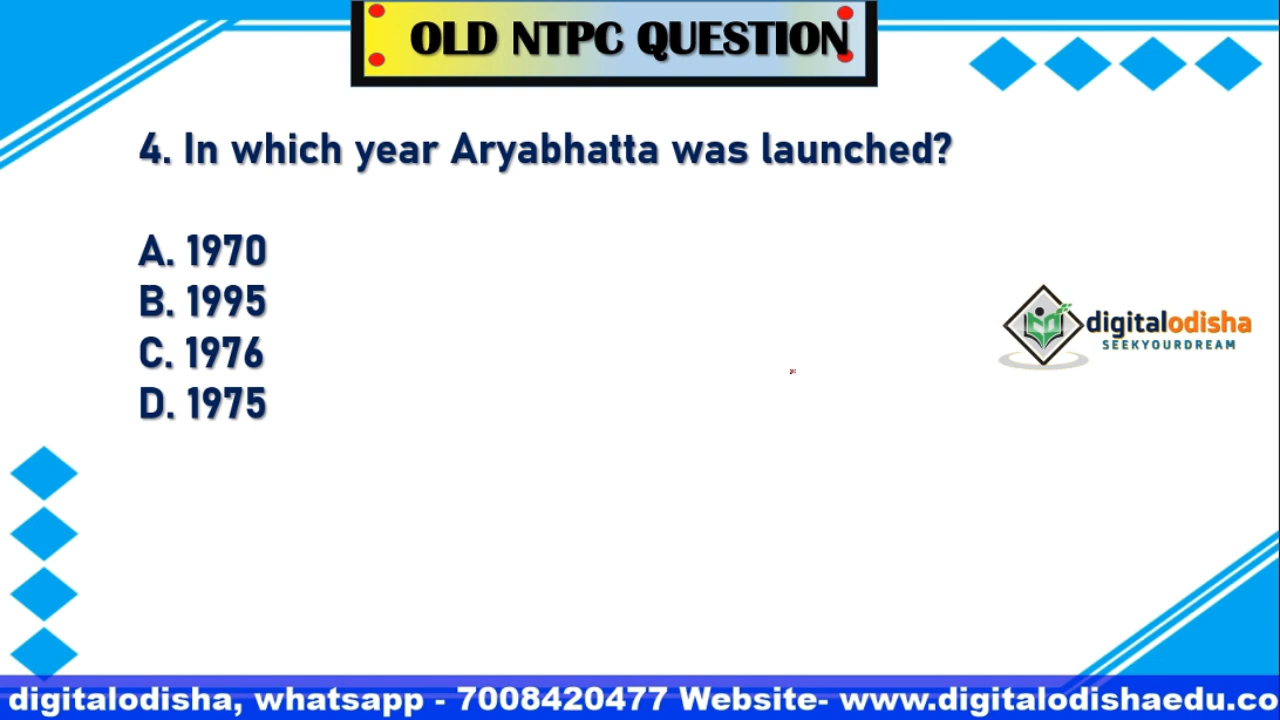 OLD NTPC QUESTION
4. In which year Aryabhatta was launched?
A. 1970
B. 1995
C. 1976
D. 1975
digitalodisha
SEEKYOURDREAM
digitalodisha, whatsapp - 7008420477 Website- www.digitalodishaedu.co